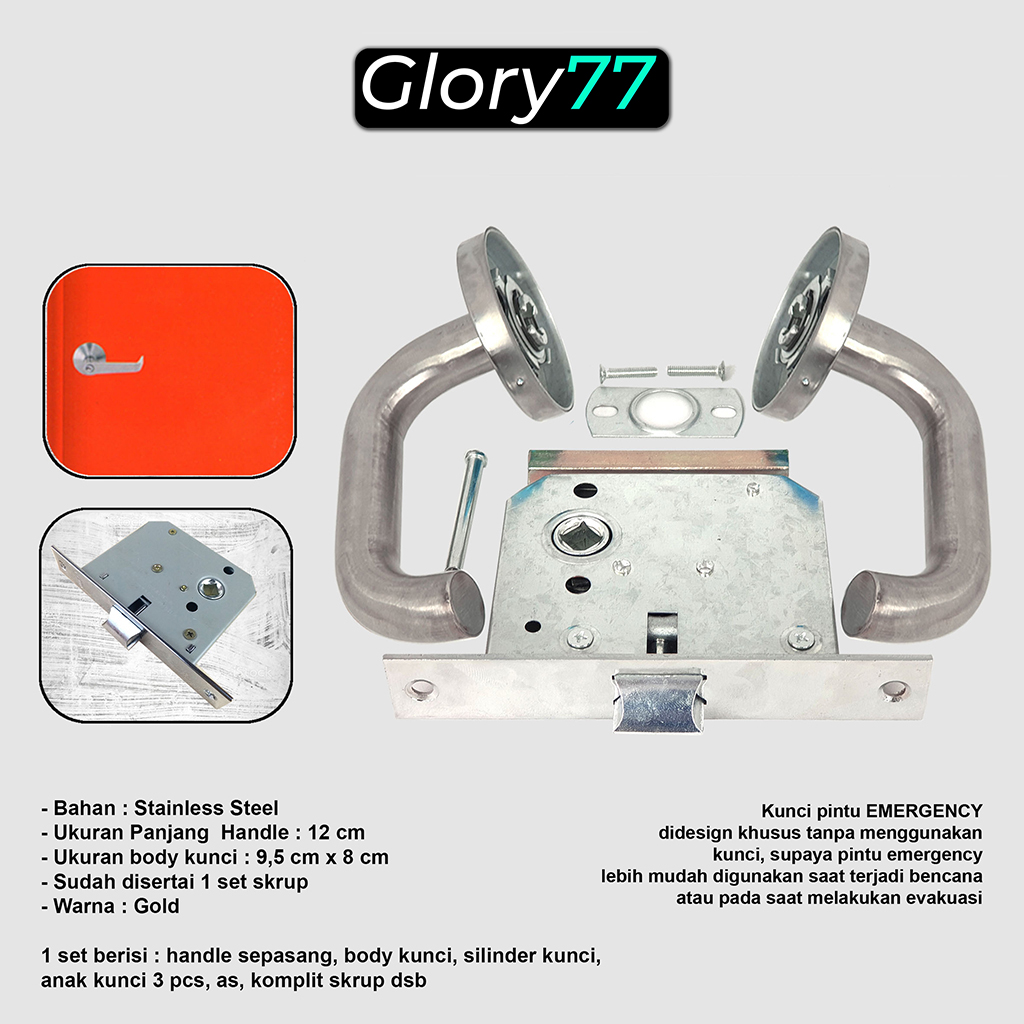 Glory77
- Bahan : Stainless Steel
- Ukuran Panjang  Handle : 12 cm
- Ukuran body kunci : 9,5 cm x 8 cm
- Sudah disertai 1 set skrup
- Warna : Gold
1 set berisi : handle sepasang, body kunci, silinder kunci,
anak kunci 3 pcs, as, komplit skrup dsb
Kunci pintu EMERGENCY
didesign khusus tanpa menggunakan
kunci, supaya pintu emergency
lebih mudah digunakan saat terjadi bencana
atau pada saat melakukan evakuasi